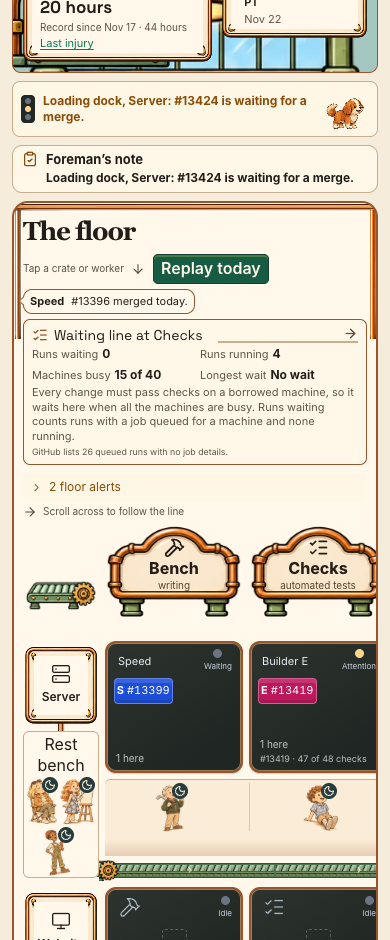 20 hours
Record since Nov 17 · 44 hours
Last injury
PT
Nov 22
Loading dock, Server: #13424 is waiting for a
merge.
Foreman’s note
Loading dock, Server: #13424 is waiting for a merge.
The floor
Tap a crate or worker
Replay today
Speed #13396 merged today.
Waiting line at Checks
Runs waiting 0
Runs running 4
Machines busy 15 of 40
Longest wait No wait
Every change must pass checks on a borrowed machine, so it
waits here when all the machines are busy. Runs waiting
counts runs with a job queued for a machine and none
running.
GitHub lists 26 queued runs with no job details.
2 floor alerts
Scroll across to follow the line
Bench
writing
Checks
automated tests
Server
Speed
Waiting
S #13399
1 here
Builder E
Attention
E #13419
1 here
#13419 · 47 of 48 checks
Rest
bench
Idle
Idle